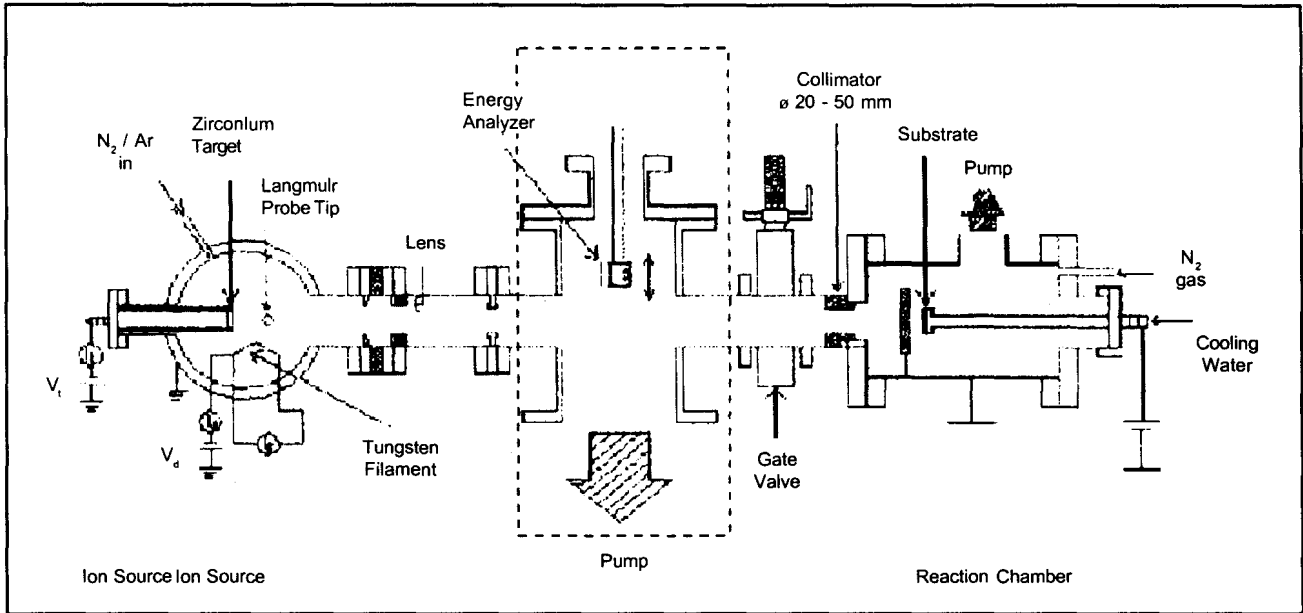 N2 / Ar
in
Zirconlum
Target
Langmulr
Probe Tip
Lens
Energy
Analyzer
Collimator
ø 20 - 50 mm
Substrate
Pump
N2
gas
Cooling
Water
Vt
Vd
Tungsten
Filament
Gate
Valve
Pump
Ion Source Ion Source
Reaction Chamber